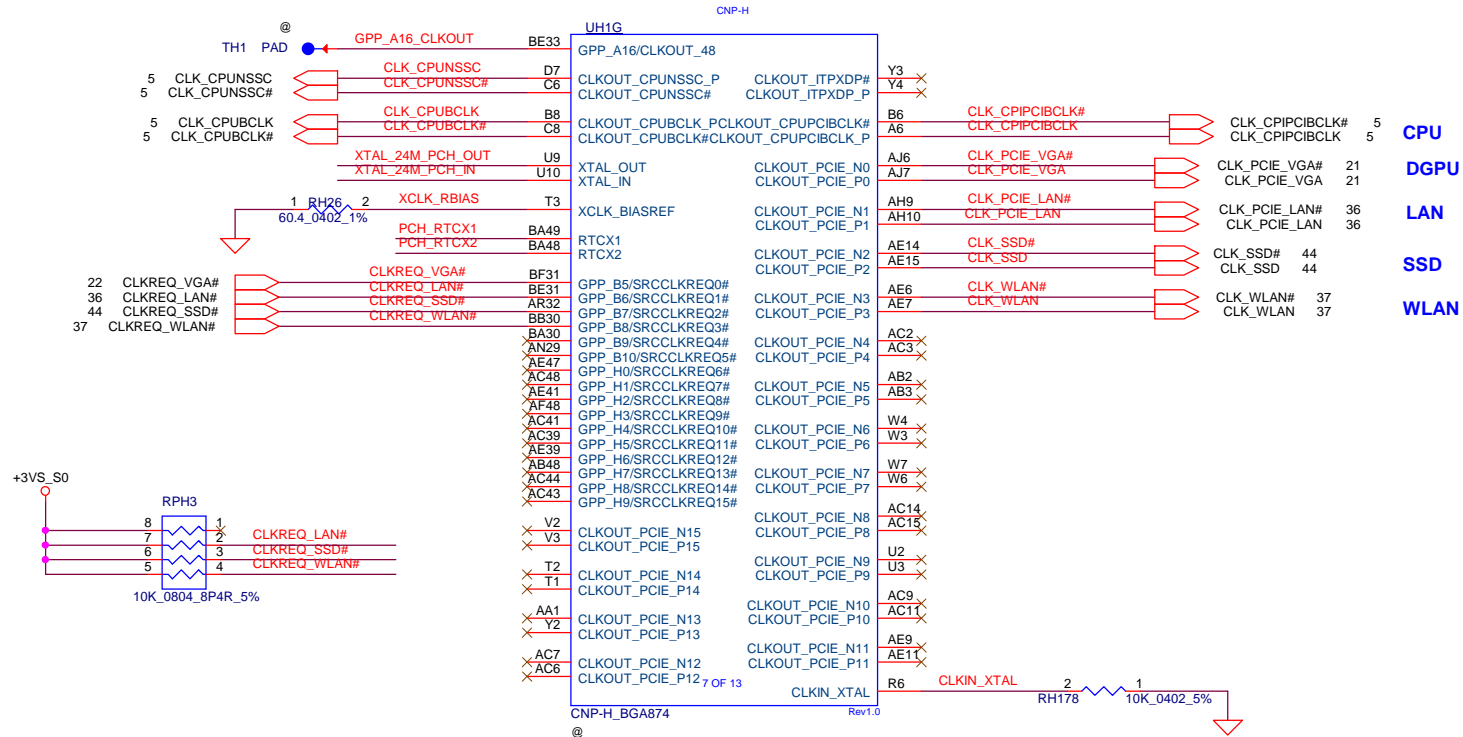 CNP-H
@
UH1G
TH1 PAD
GPP_A16_CLKOUT
BE33
GPP_A16/CLKOUT_48
5 CLK_CPUNSSC
CLK_CPUNSSC
D7
CLKOUT_CPUNSSC_P
CLKOUT_ITPXDP#
Y3
5 CLK_CPUNSSC#
CLK_CPUNSSC#
C6
CLKOUT_CPUNSSC#
CLKOUT_ITPXDP_P
Y4
5 CLK_CPUBCLK
CLK_CPUBCLK
B8
CLKOUT_CPUBCLK_P
CLKOUT_CPUPCIBCLK#
B6
CLK_CPIPCIBCLK#
CLK_CPIPCIBCLK# 5
5 CLK_CPUBCLK#
CLK_CPUBCLK#
C8
CLKOUT_CPUBCLK#
CLKOUT_CPUPCIBCLK_P
A6
CLK_CPIPCIBCLK
CLK_CPIPCIBCLK 5
CPU
XTAL_24M_PCH_OUT
U9
XTAL_OUT
CLKOUT_PCIE_N0
AJ6
CLK_PCIE_VGA#
CLK_PCIE_VGA# 21
XTAL_24M_PCH_IN
U10
XTAL_IN
CLKOUT_PCIE_P0
AJ7
CLK_PCIE_VGA
CLK_PCIE_VGA 21
DGPU
1 RH26 2
60.4_0402_1%
XCLK_RBIAS
T3
XCLK_BIASREF
CLKOUT_PCIE_N1
AH9
CLK_PCIE_LAN#
CLK_PCIE_LAN# 36
CLKOUT_PCIE_P1
AH10
CLK_PCIE_LAN
CLK_PCIE_LAN 36
LAN
PCH_RTCX1
BA49
RTCX1
PCH_RTCX2
BA48
RTCX2
CLKOUT_PCIE_N2
AE14
CLK_SSD#
CLK_SSD# 44
CLKOUT_PCIE_P2
AE15
CLK_SSD
CLK_SSD 44
SSD
22 CLKREQ_VGA#
CLKREQ_VGA#
BF31
GPP_B5/SRCCLKREQ0#
36 CLKREQ_LAN#
CLKREQ_LAN#
BE31
GPP_B6/SRCCLKREQ1#
CLKOUT_PCIE_N3
AE6
CLK_WLAN#
CLK_WLAN# 37
44 CLKREQ_SSD#
CLKREQ_SSD#
AR32
GPP_B7/SRCCLKREQ2#
CLKOUT_PCIE_P3
AE7
CLK_WLAN
CLK_WLAN 37
WLAN
37 CLKREQ_WLAN#
CLKREQ_WLAN#
BB30
GPP_B8/SRCCLKREQ3#
BA30
GPP_B9/SRCCLKREQ4#
CLKOUT_PCIE_N4
AC2
AN29
GPP_B10/SRCCLKREQ5#
CLKOUT_PCIE_P4
AC3
AE47
GPP_H0/SRCCLKREQ6#
AC48
GPP_H1/SRCCLKREQ7#
CLKOUT_PCIE_N5
AB2
AE41
GPP_H2/SRCCLKREQ8#
CLKOUT_PCIE_P5
AB3
AF48
GPP_H3/SRCCLKREQ9#
AC41
GPP_H4/SRCCLKREQ10#
CLKOUT_PCIE_N6
W4
AC39
GPP_H5/SRCCLKREQ11#
CLKOUT_PCIE_P6
W3
AE39
GPP_H6/SRCCLKREQ12#
AB48
GPP_H7/SRCCLKREQ13#
CLKOUT_PCIE_N7
W7
AC44
GPP_H8/SRCCLKREQ14#
CLKOUT_PCIE_P7
W6
AC43
GPP_H9/SRCCLKREQ15#
CLKOUT_PCIE_N8
AC14
V2
CLKOUT_PCIE_N15
CLKOUT_PCIE_P8
AC15
V3
CLKOUT_PCIE_P15
CLKOUT_PCIE_N9
U2
T2
CLKOUT_PCIE_N14
CLKOUT_PCIE_P9
U3
T1
CLKOUT_PCIE_P14
CLKOUT_PCIE_N10
AC9
AA1
CLKOUT_PCIE_N13
CLKOUT_PCIE_P10
AC11
Y2
CLKOUT_PCIE_P13
CLKOUT_PCIE_N11
AE9
AC7
CLKOUT_PCIE_N12
CLKOUT_PCIE_P11
AE11
AC6
CLKOUT_PCIE_P12
7 OF 13
CLKIN_XTAL
R6
CLKIN_XTAL
2 1
RH178 10K_0402_5%
CNP-H_BGA874
Rev1.0
@
+3VS_S0
RPH3
8 1
7 2 CLKREQ_LAN#
6 3 CLKREQ_SSD#
5 4 CLKREQ_WLAN#
10K_0804_8P4R_5%